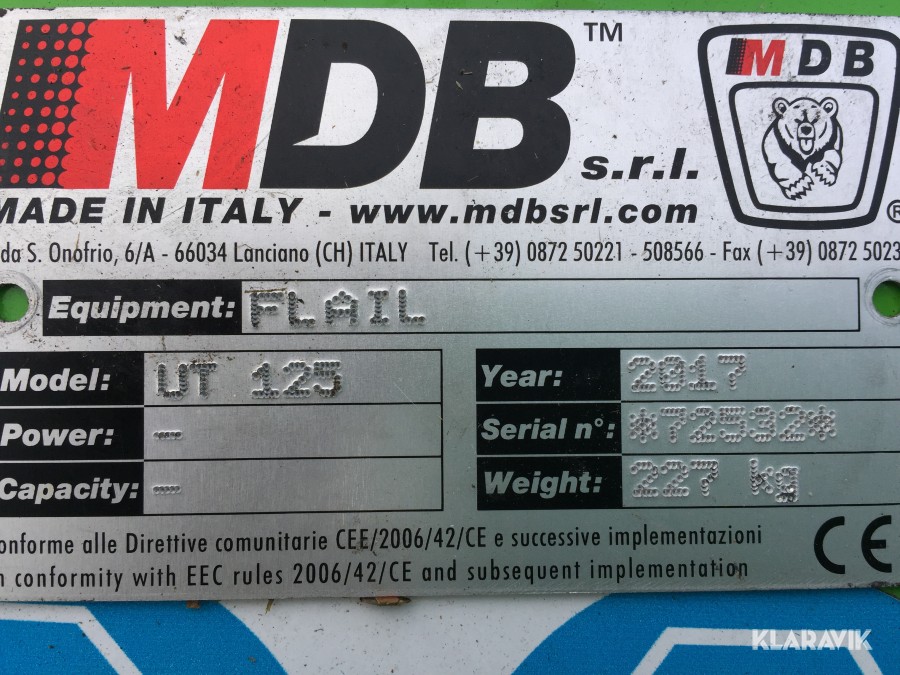 MDB™ s.r.l.
MDB
®
MADE IN ITALY - www.mdbsrl.com
da S. Onofrio, 6/A - 66034 Lanciano (CH) ITALY Tel. (+39) 0872 50221 - 508566 - Fax (+39) 0872 5023
Equipment: FLAIL
Model: UT 125
Year: 2017
Power: -
Serial n°: *72532*
Capacity: -
Weight: 227 kg
onforme alle Direttive comunitarie CEE/2006/42/CE e successive implementazioni
n conformity with EEC rules 2006/42/CE and subsequent implementation
CE
KLARAVIK